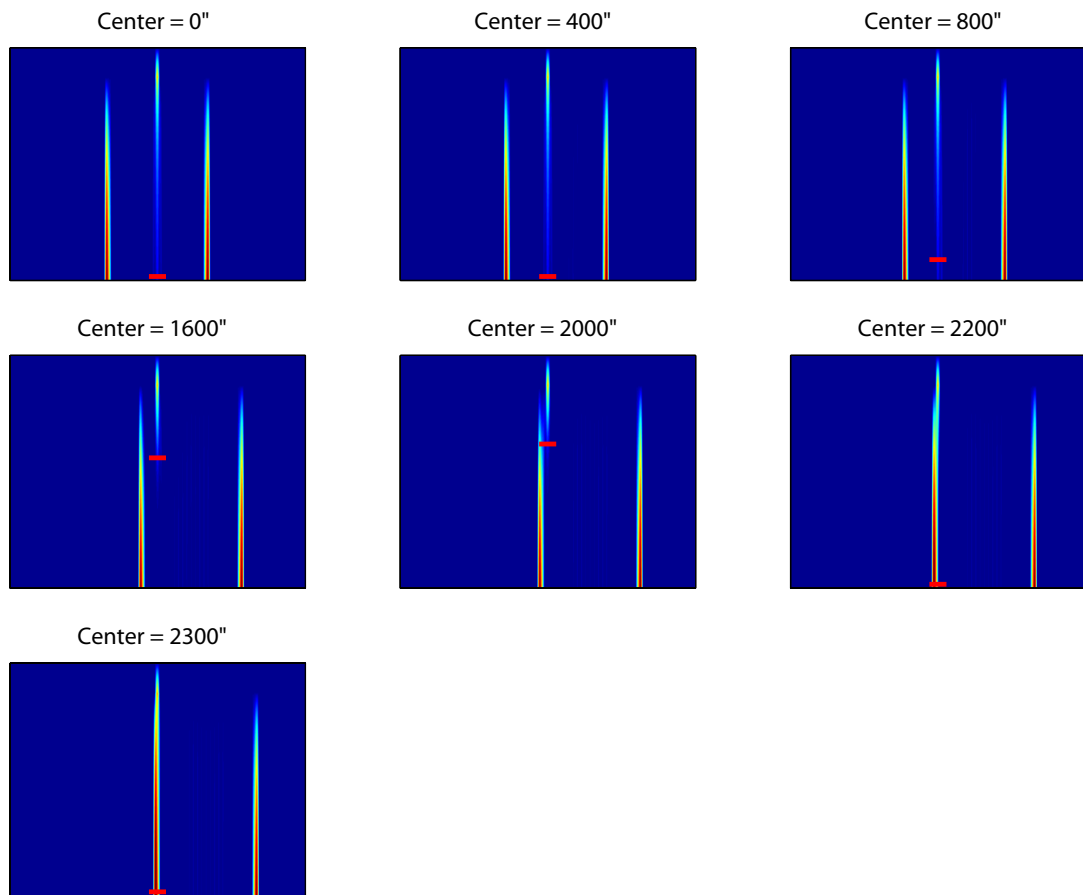 Center = 0"
Center = 400"
Center = 800"
Center = 1600"
Center = 2000"
Center = 2200"
Center = 2300"